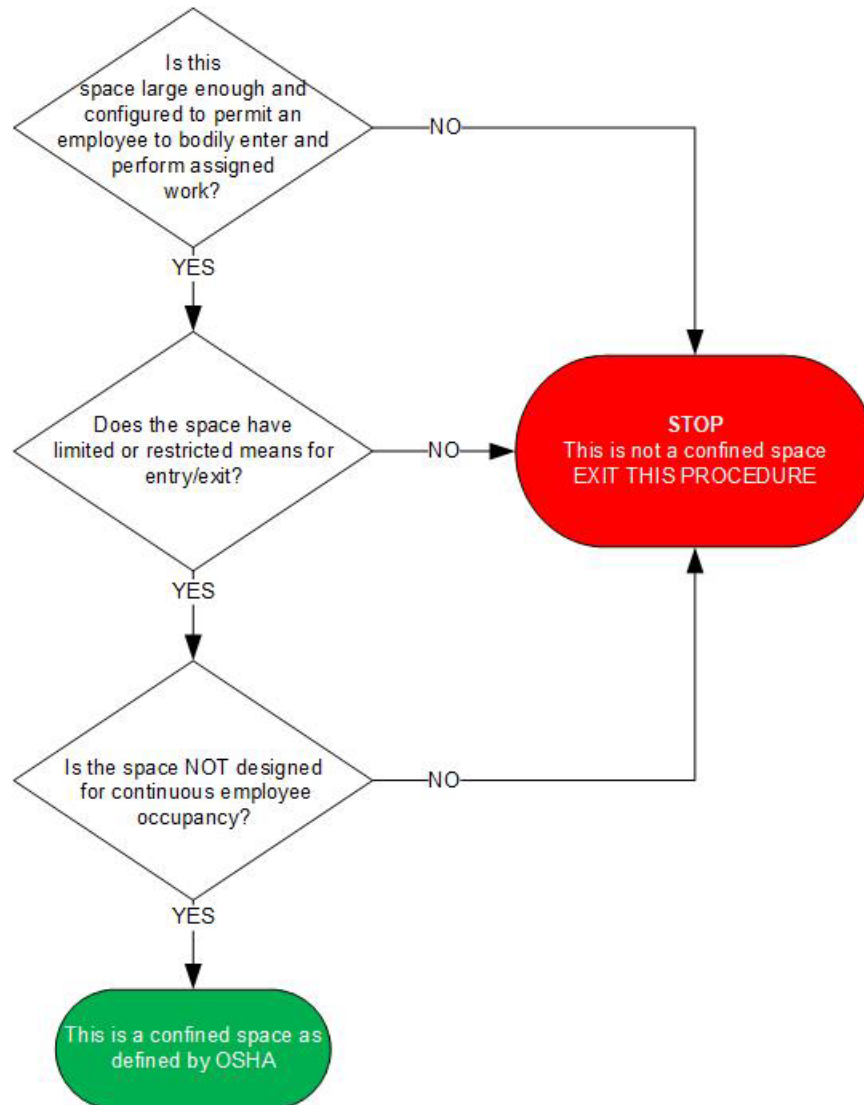 Is this
space large enough and
configured to permit an
employee to bodily enter and
perform assigned
work?
NO
YES
Does the space have
limited or restricted means for
entry/exit?
NO
STOP
This is not a confined space
EXIT THIS PROCEDURE
YES
Is the space NOT designed
for continuous employee
occupancy?
NO
YES
This is a confined space as
defined by OSHA